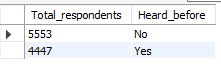 Total_respondents Heard_before
5553 No
4447 Yes